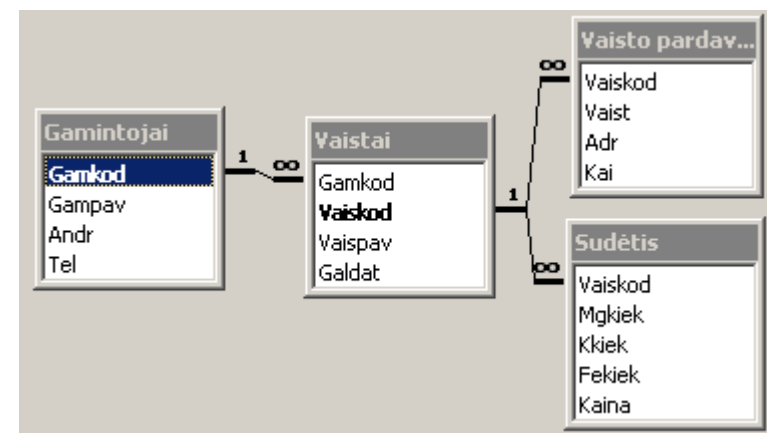 Gamintojai
Gamkod
Gampav
Andr
Tel
1
∞
Vaistai
Gamkod
Vaiskod
Vaispav
Galdat
1
∞
Vaisto pardav...
Vaiskod
Vaist
Adr
Kai
∞
Sudėtis
Vaiskod
Mgkiek
Kkiek
Fekiek
Kaina